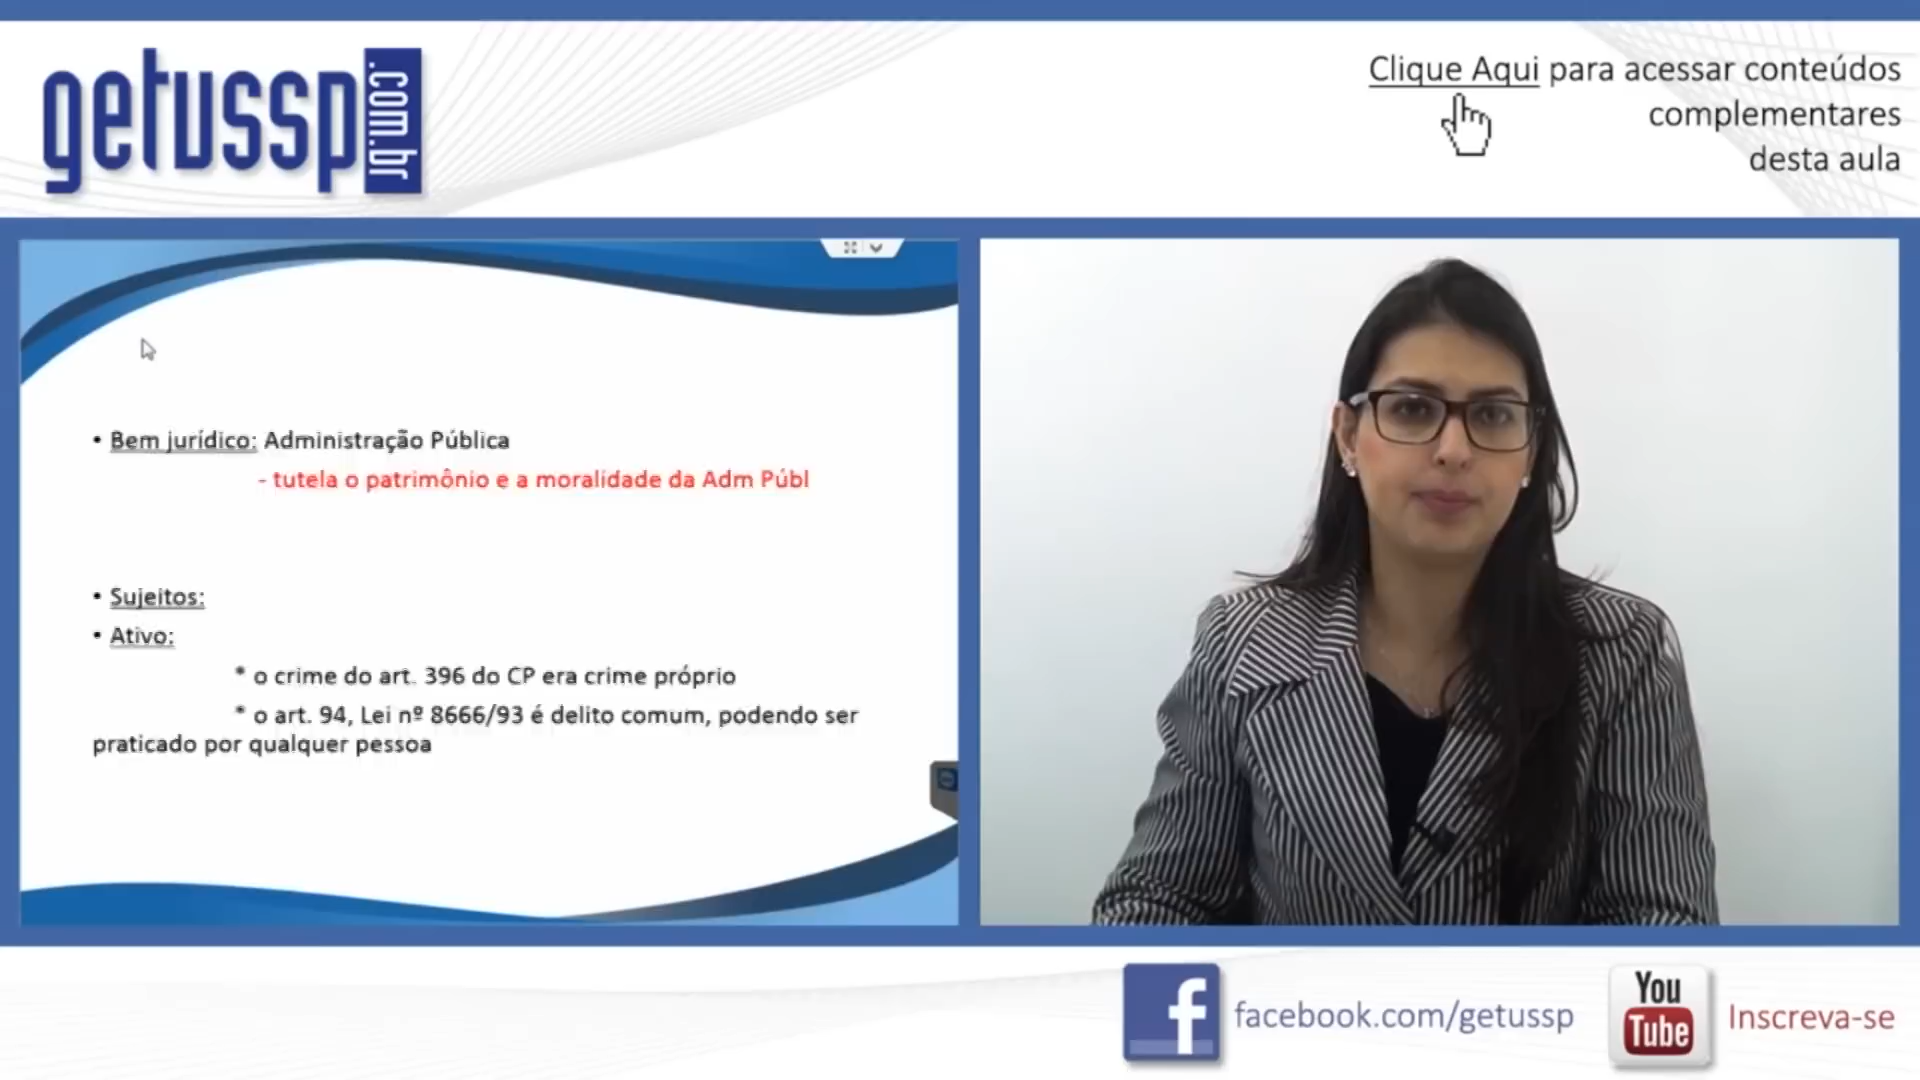 getussp.com.br
Clique Aqui para acessar conteúdos
complementares
desta aula
• Bem jurídico: Administração Pública
- tutela o patrimônio e a moralidade da Adm Públ
• Sujeitos:
• Ativo:
* o crime do art. 396 do CP era crime próprio
* o art. 94, Lei nº 8666/93 é delito comum, podendo ser
praticado por qualquer pessoa
f facebook.com/getussp
You
Tube
Inscreva-se